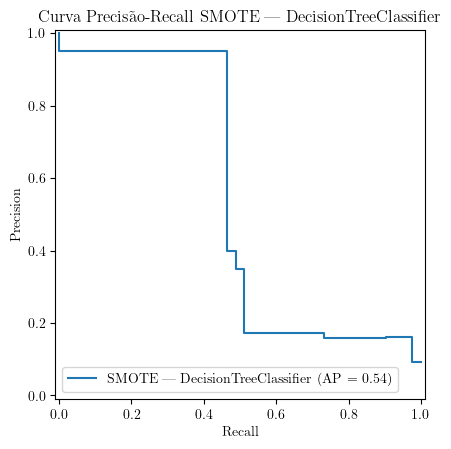 Curva Precisão-Recall SMOTE — DecisionTreeClassifier
1.0
0.8
0.6
0.4
0.2
0.0
Precision
SMOTE — DecisionTreeClassifier (AP = 0.54)
0.0 0.2 0.4 0.6 0.8 1.0
Recall